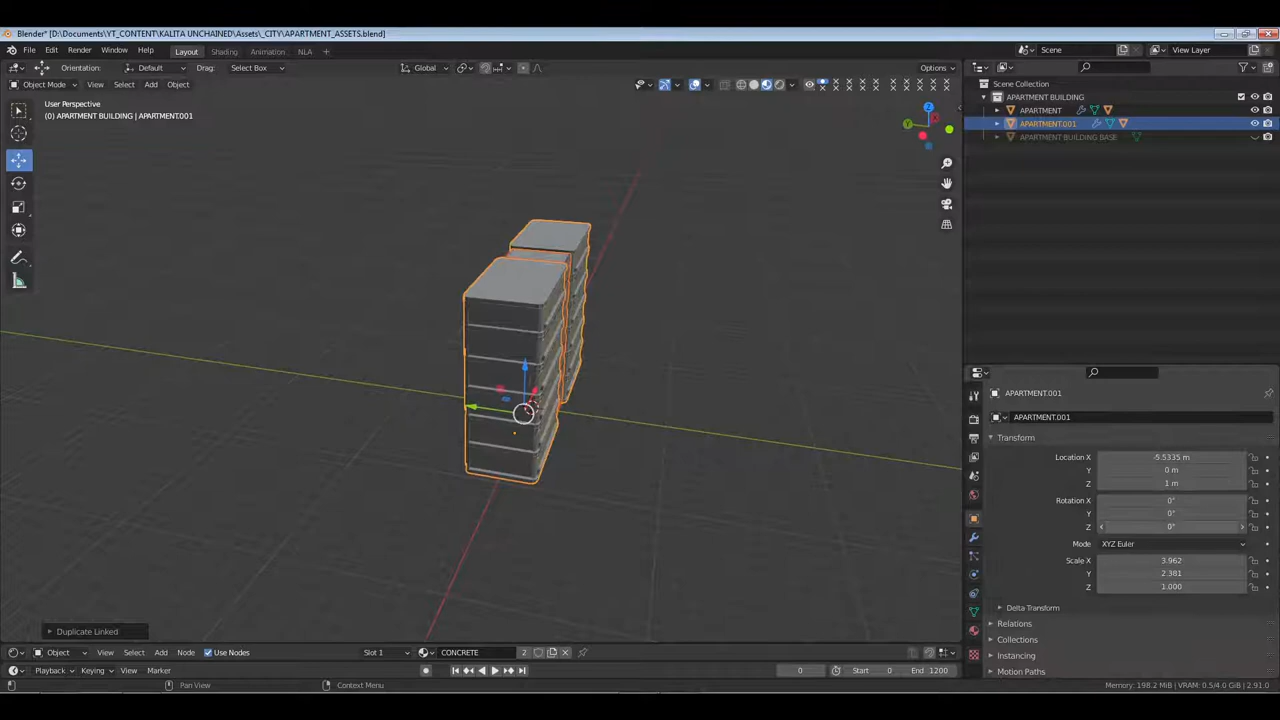 Blender* [D:\Documents\YT_CONTENT\KALITA UNCHAINED\Assets\_CITY\APARTMENT_ASSETS.blend]
File Edit Render Window Help Layout Shading Animation NLA + Scene View Layer
Orientation: Default Drag: Select Box Global Options
Object Mode View Select Add Object
User Perspective
(0) APARTMENT BUILDING | APARTMENT.001
Z
Y
Scene Collection
APARTMENT BUILDING
APARTMENT
APARTMENT.001
APARTMENT BUILDING BASE
APARTMENT.001
APARTMENT.001
Transform
Location X -5.5335 m
Y 0 m
Z 1 m
Rotation X 0°
Y 0°
Z 0°
Mode XYZ Euler
Scale X 3.962
Y 2.381
Z 1.000
Delta Transform
Relations
Collections
Instancing
Motion Paths
Duplicate Linked
Object View Select Add Node Use Nodes Slot 1 CONCRETE 2
Playback Keying View Marker 0 Start 0 End 1200
Pan View Context Menu Memory: 198.2 MiB | VRAM: 0.5/4.0 GiB | 2.91.0